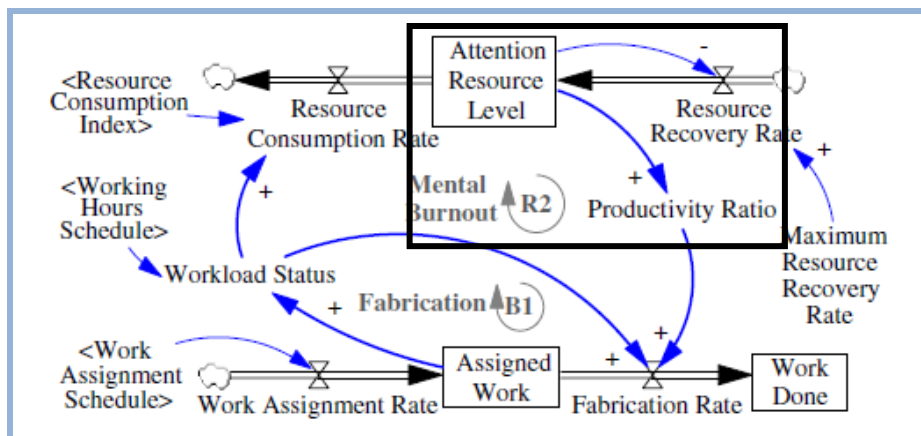 Attention
Resource
Level
-
<Resource
Consumption
Index>
Resource
Consumption Rate
Resource
Recovery Rate
+
+
+
Mental
Burnout
R2
Productivity Ratio
<Working
Hours
Schedule>
Maximum
Resource
Recovery
Rate
Workload Status
+
Fabrication
B1
+
+
<Work
Assignment
Schedule>
Work Assignment Rate
Assigned
Work
Fabrication Rate
Work
Done